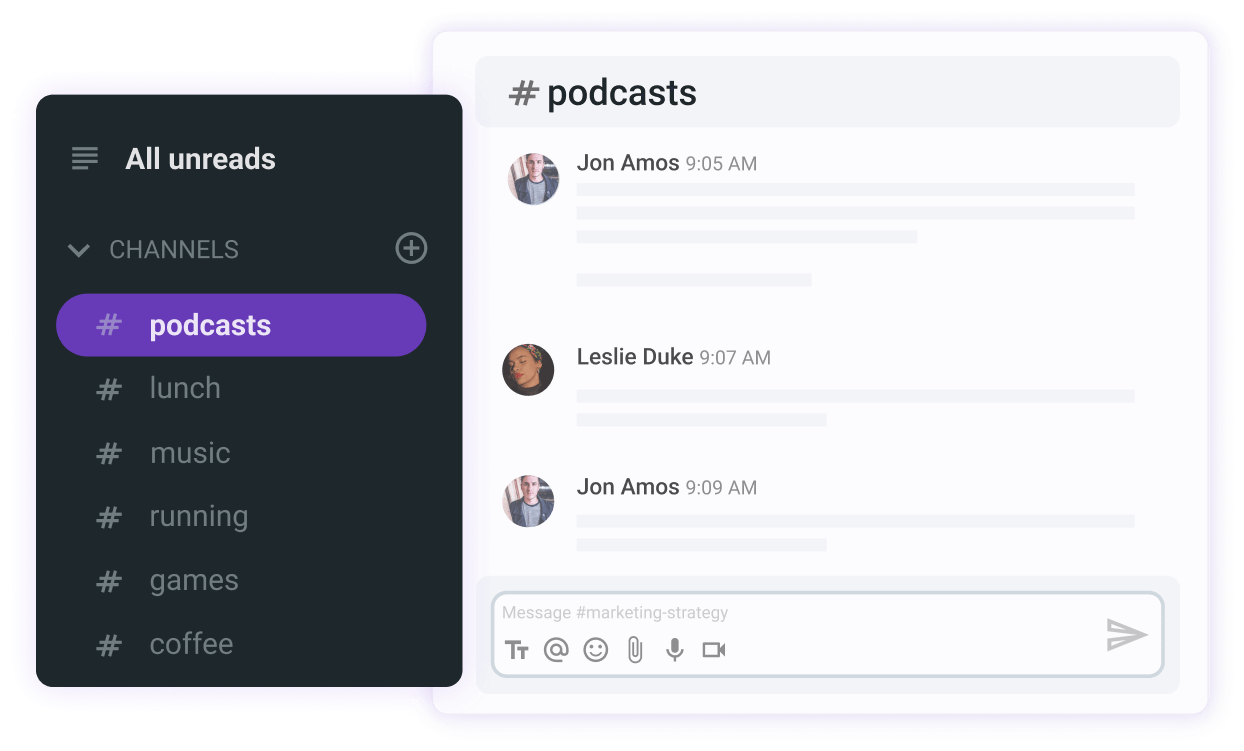 All unreads
CHANNELS
# podcasts
# lunch
# music
# running
# games
# coffee
# podcasts
Jon Amos 9:05 AM
Leslie Duke 9:07 AM
Jon Amos 9:09 AM
Message #marketing-strategy
Tт @